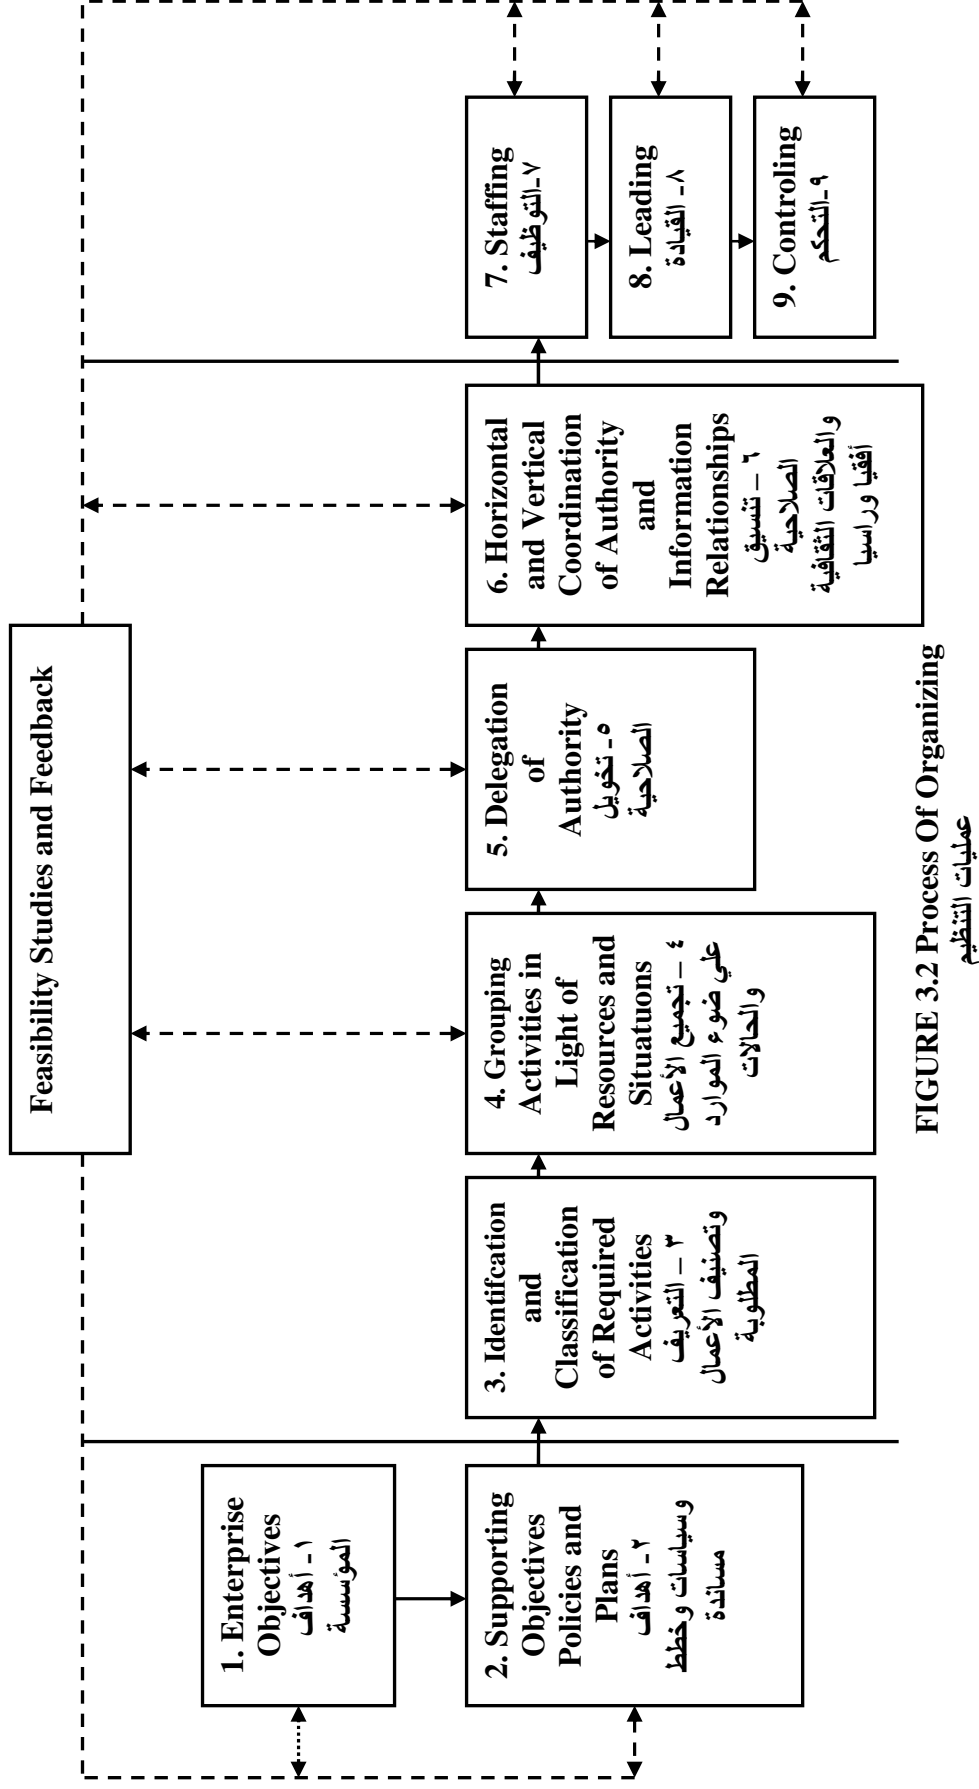 Feasibility Studies and Feedback
1. Enterprise
Objectives
١- أهداف
المؤسسة
2. Supporting
Objectives
Policies and
Plans
٢- أهداف
وسياسات وخطط
مساندة
3. Identifcation
and
Classification
of Required
Activities
٣ – التعريف
وتصنيف الأعمال
المطلوبة
4. Grouping
Activities in
Light of
Resources and
Situatuons
٤ – تجميع الأعمال
علي ضوء الموارد
والحالات
5. Delegation
of
Authority
٥- تخويل
الصلاحية
6. Horizontal
and Vertical
Coordination
of Authority
and
Information
Relationships
٦ – تنسيق
الصلاحية
والعلاقات الثقافية
أفقيا وراسيا
7. Staffing
٧-التوظيف
8. Leading
٨- القيادة
9. Controling
٩-التحكم
FIGURE 3.2 Process Of Organizing
عمليات التنظيم